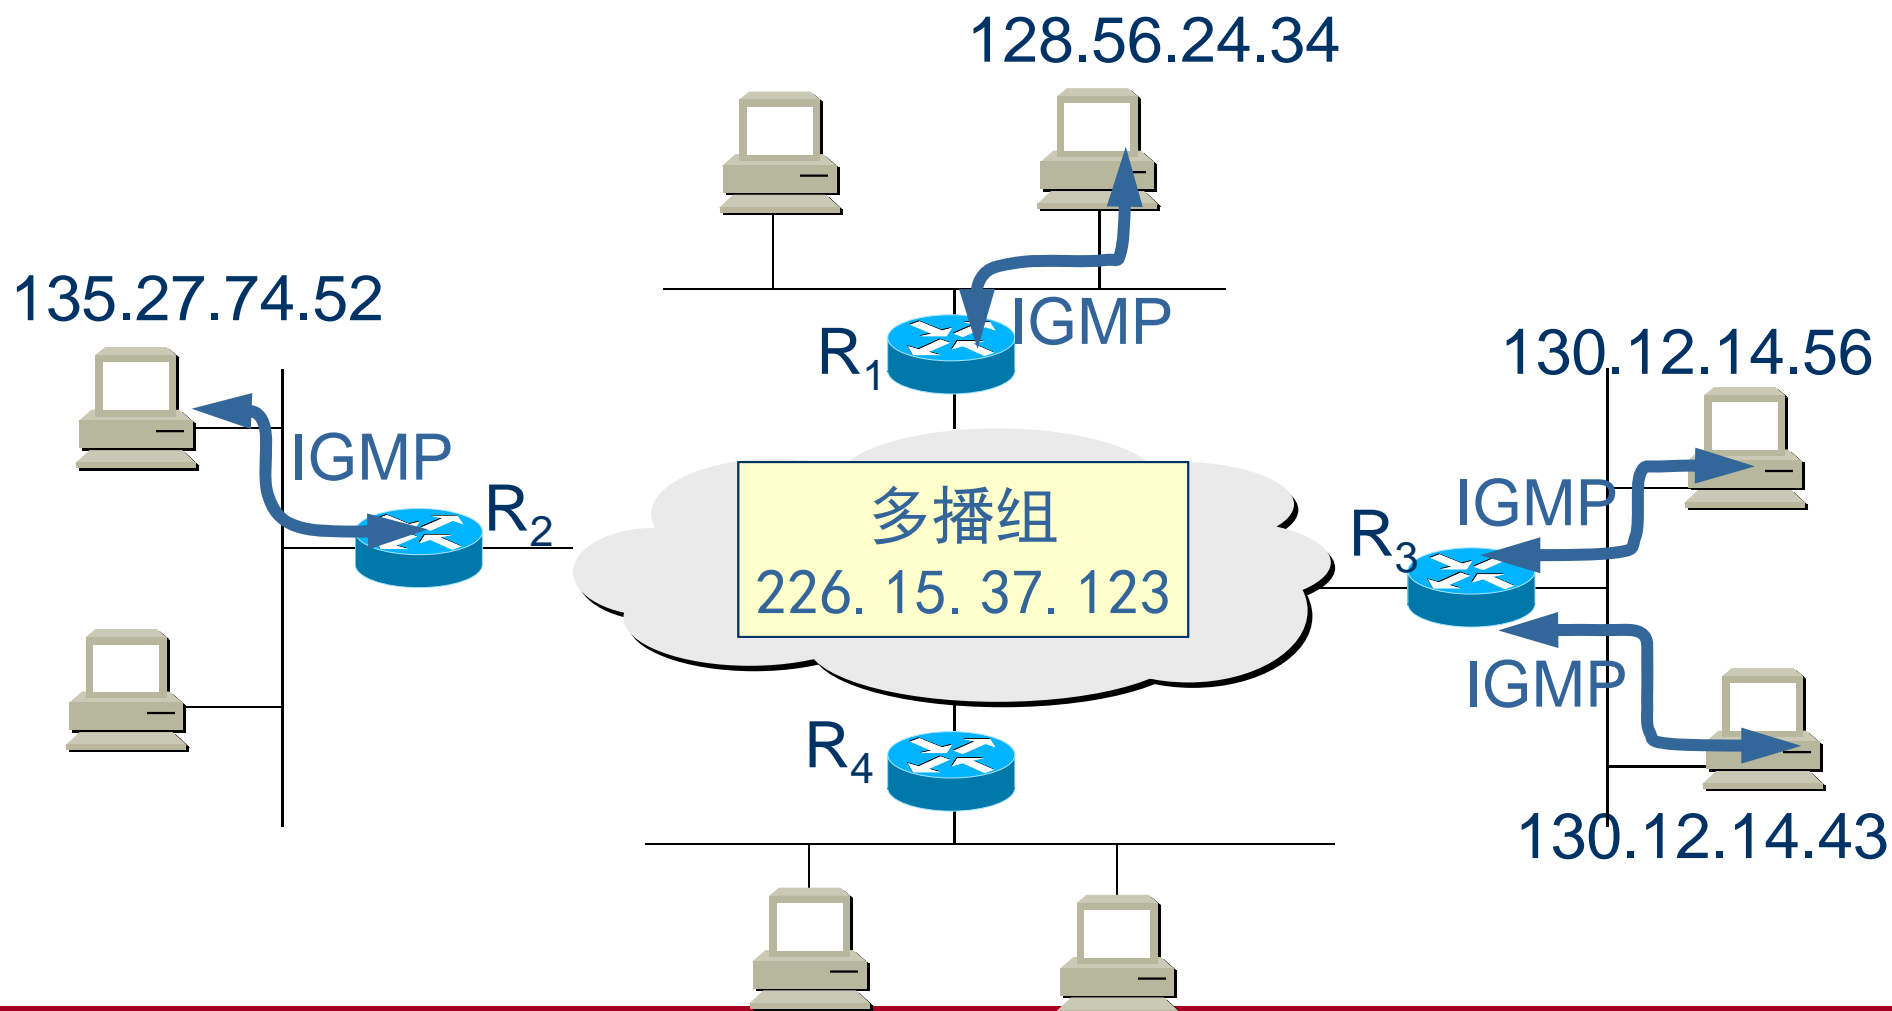 128.56.24.34
135.27.74.52
IGMP
R1
130.12.14.56
IGMP
R2
多播组
226.15.37.123
IGMP
R3
IGMP
R4
130.12.14.43